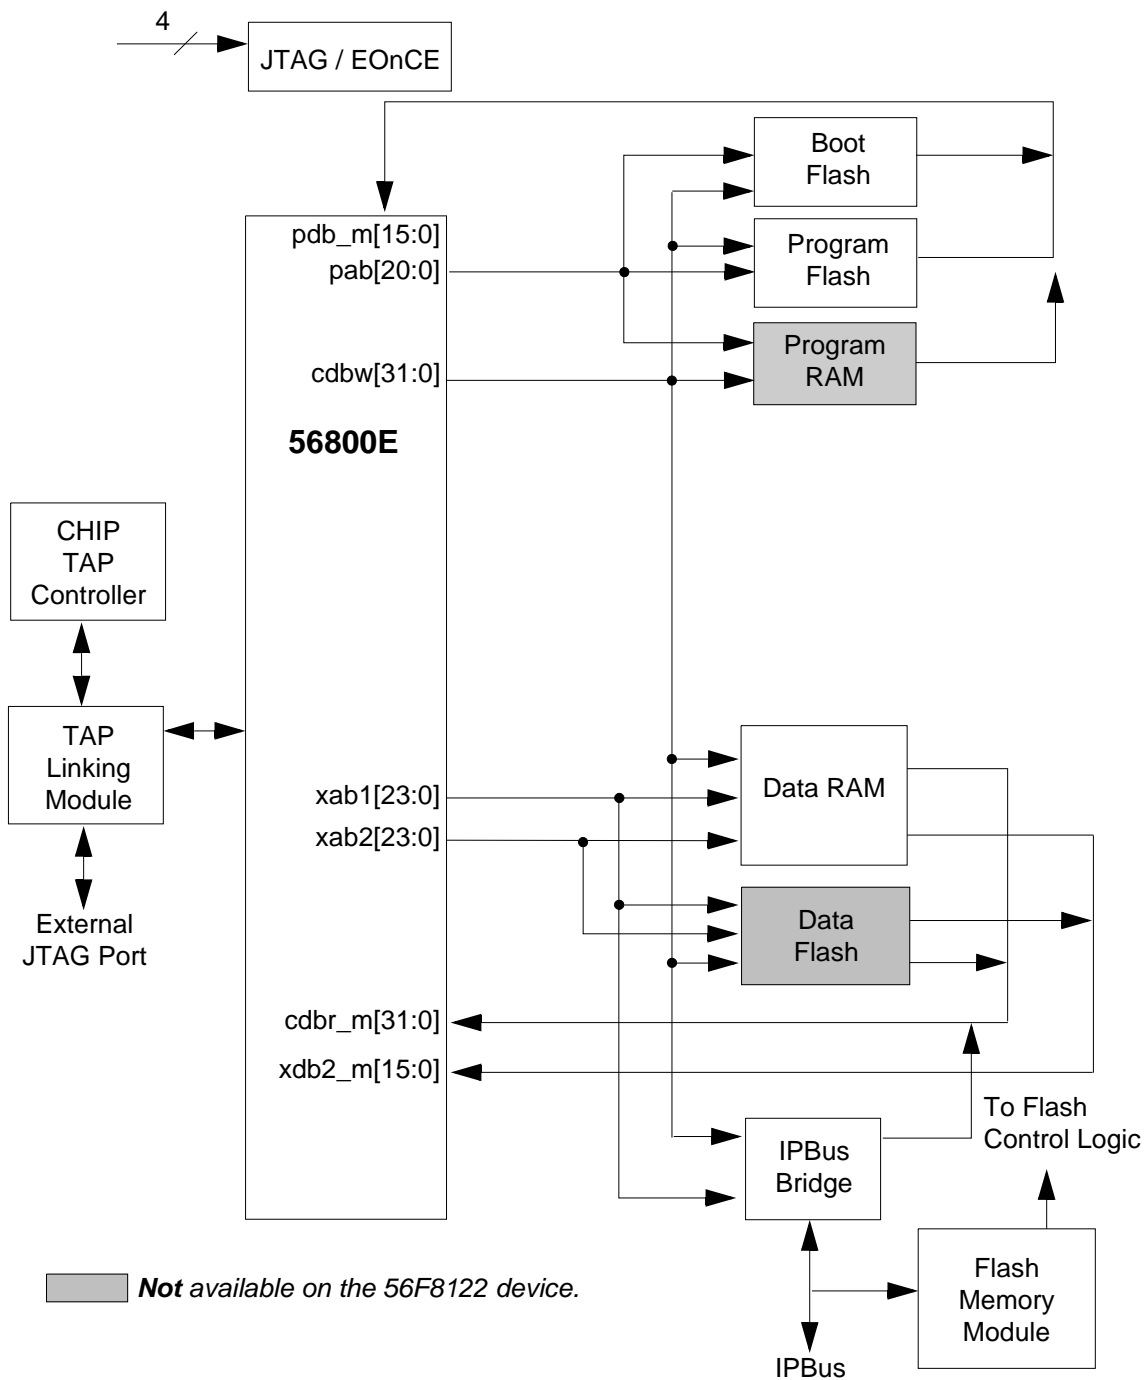 4
JTAG / EOnCE
Boot
Flash
pdb_m[15:0]
pab[20:0]
Program
Flash
cdbw[31:0]
Program
RAM
56800E
CHIP
TAP
Controller
TAP
Linking
Module
External
JTAG Port
xab1[23:0]
xab2[23:0]
Data RAM
Data
Flash
cdbr_m[31:0]
xdb2_m[15:0]
To Flash
Control Logic
IPBus
Bridge
Flash
Memory
Module
IPBus
Not available on the 56F8122 device.